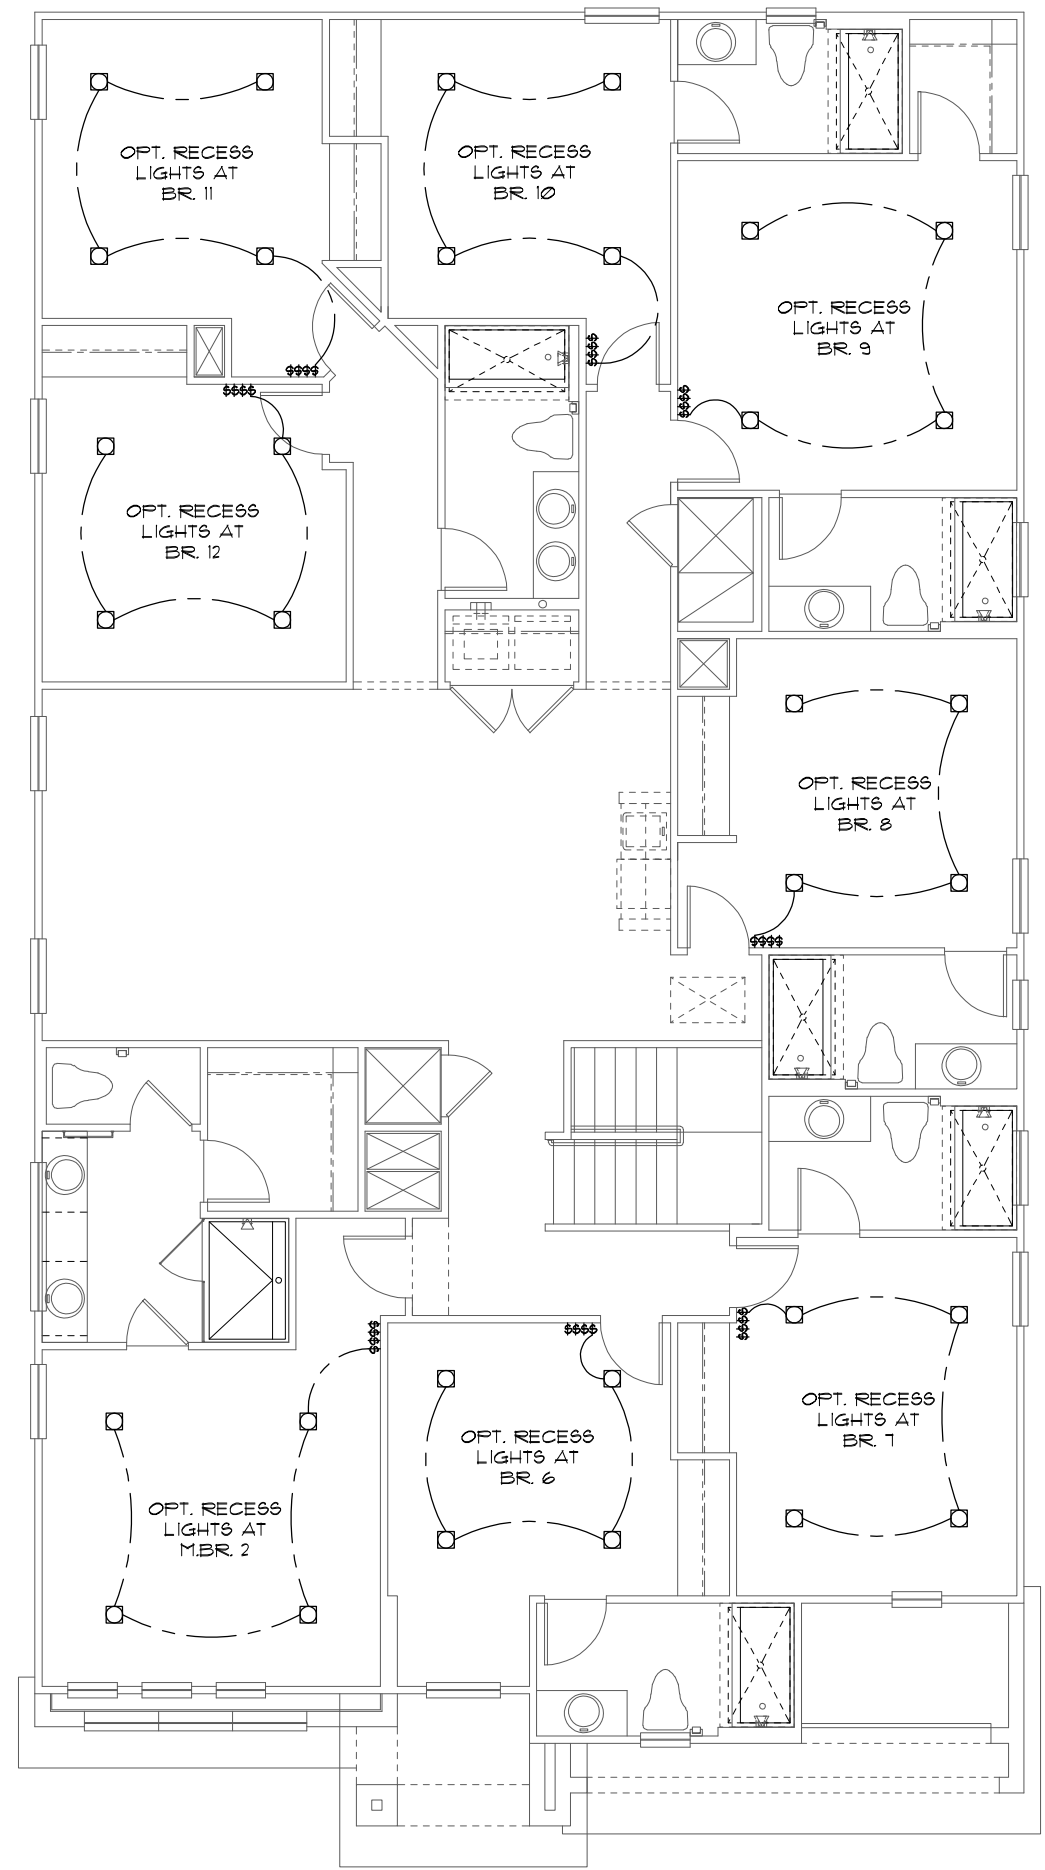 OPT. RECESS
LIGHTS AT
BR. 11
OPT. RECESS
LIGHTS AT
BR. 10
OPT. RECESS
LIGHTS AT
BR. 9
$$$$
$$$$
$$$$
$$$$
OPT. RECESS
LIGHTS AT
BR. 12
OPT. RECESS
LIGHTS AT
BR. 8
$$$$
$$$$
$$$$
$$$$
OPT. RECESS
LIGHTS AT
BR. 7
OPT. RECESS
LIGHTS AT
BR. 6
OPT. RECESS
LIGHTS AT
M.BR. 2